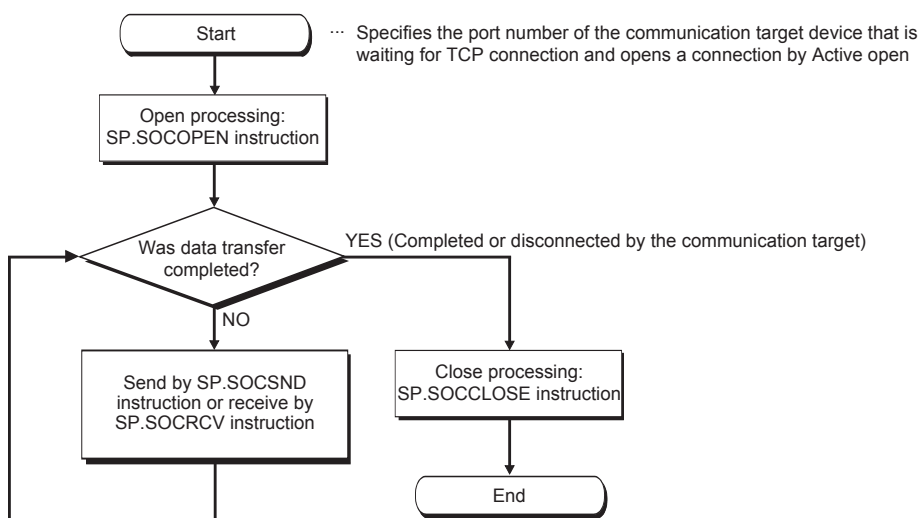 Start
··· Specifies the port number of the communication target device that is
waiting for TCP connection and opens a connection by Active open
Open processing:
SP.SOCOPEN instruction
Was data transfer
completed?
YES (Completed or disconnected by the communication target)
NO
Send by SP.SOCSND
instruction or receive by
SP.SOCRCV instruction
Close processing:
SP.SOCCLOSE instruction
End